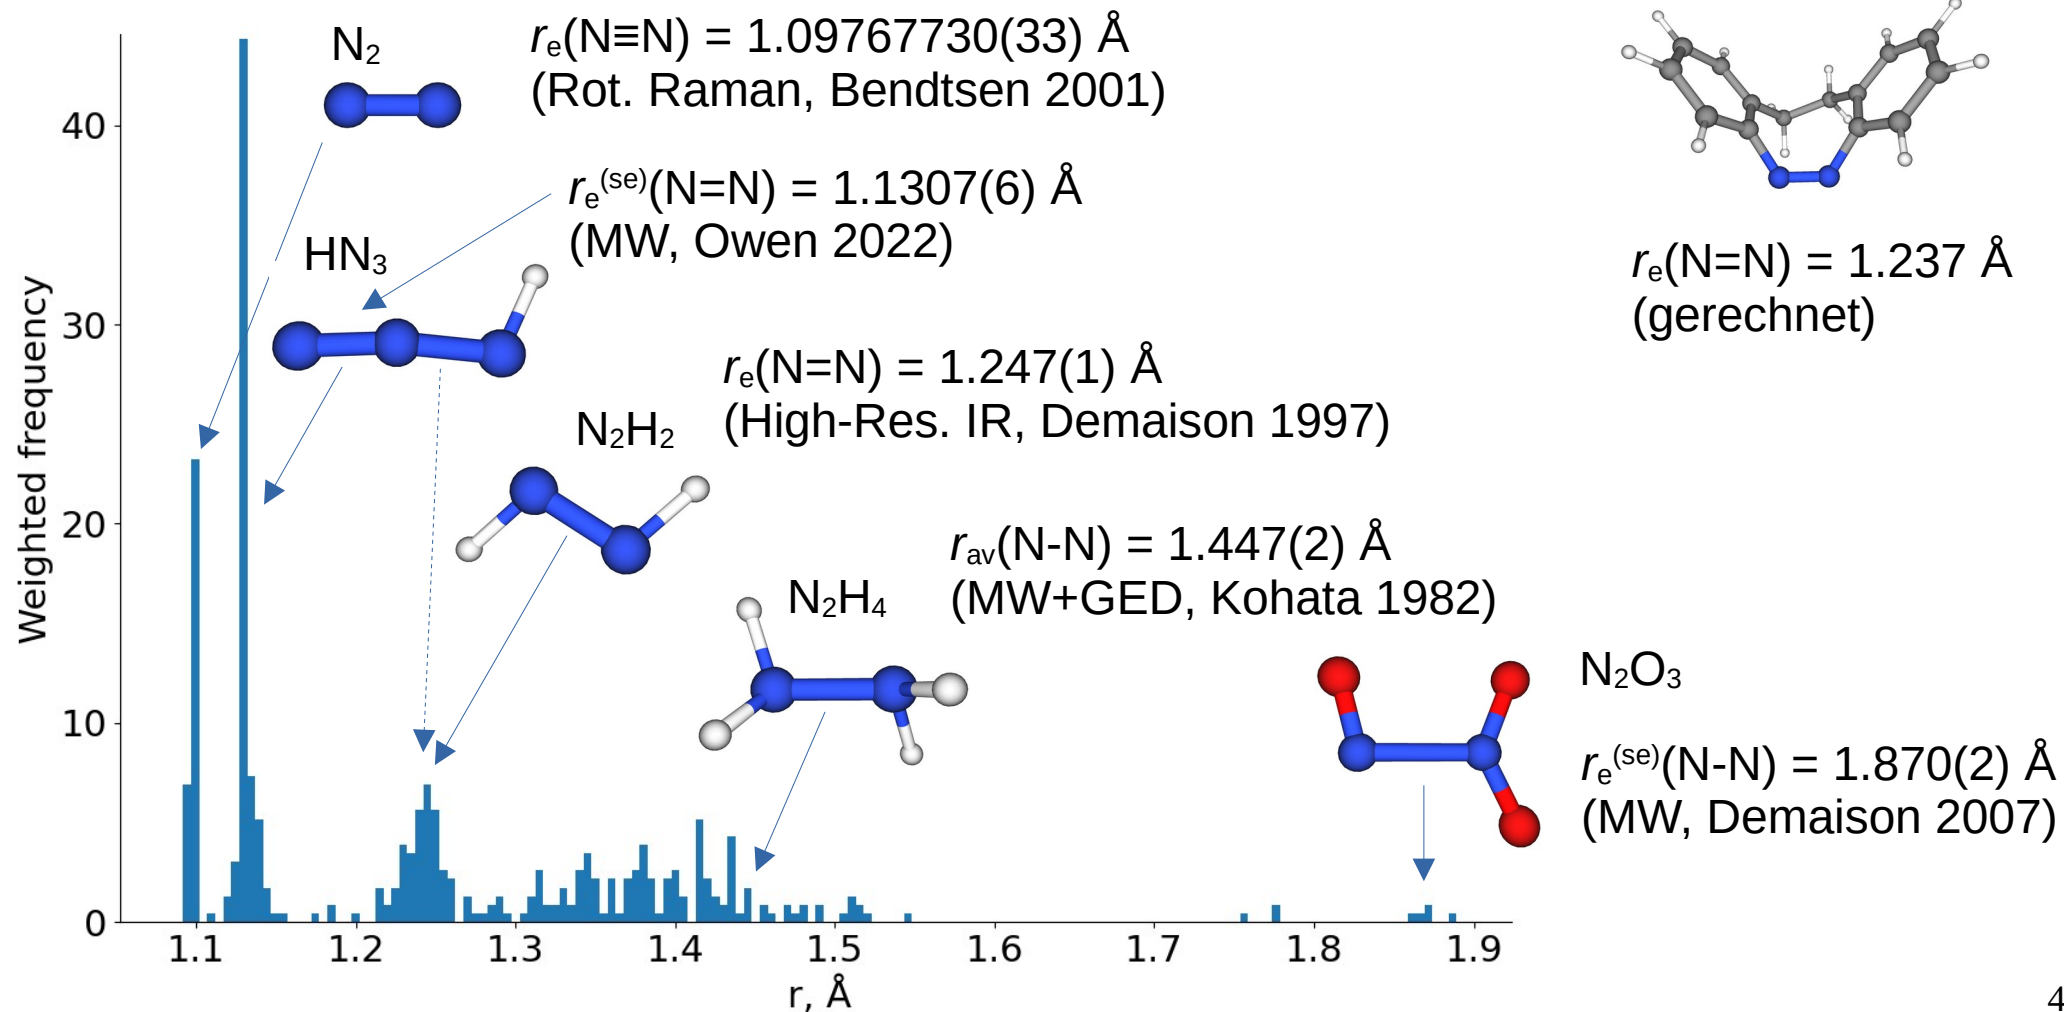 N₂
rₑ(N≡N) = 1.09767730(33) Å
(Rot. Raman, Bendtsen 2001)
rₑ⁽ˢᵉ⁾(N=N) = 1.1307(6) Å
(MW, Owen 2022)
HN₃
rₑ(N=N) = 1.237 Å
(gerechnet)
rₑ(N=N) = 1.247(1) Å
(High-Res. IR, Demaison 1997)
N₂H₂
rₐᵥ(N-N) = 1.447(2) Å
(MW+GED, Kohata 1982)
N₂H₄
N₂O₃
rₑ⁽ˢᵉ⁾(N-N) = 1.870(2) Å
(MW, Demaison 2007)
Weighted frequency
40
30
20
10
0
1.1 1.2 1.3 1.4 1.5 1.6 1.7 1.8 1.9
r, Å
4